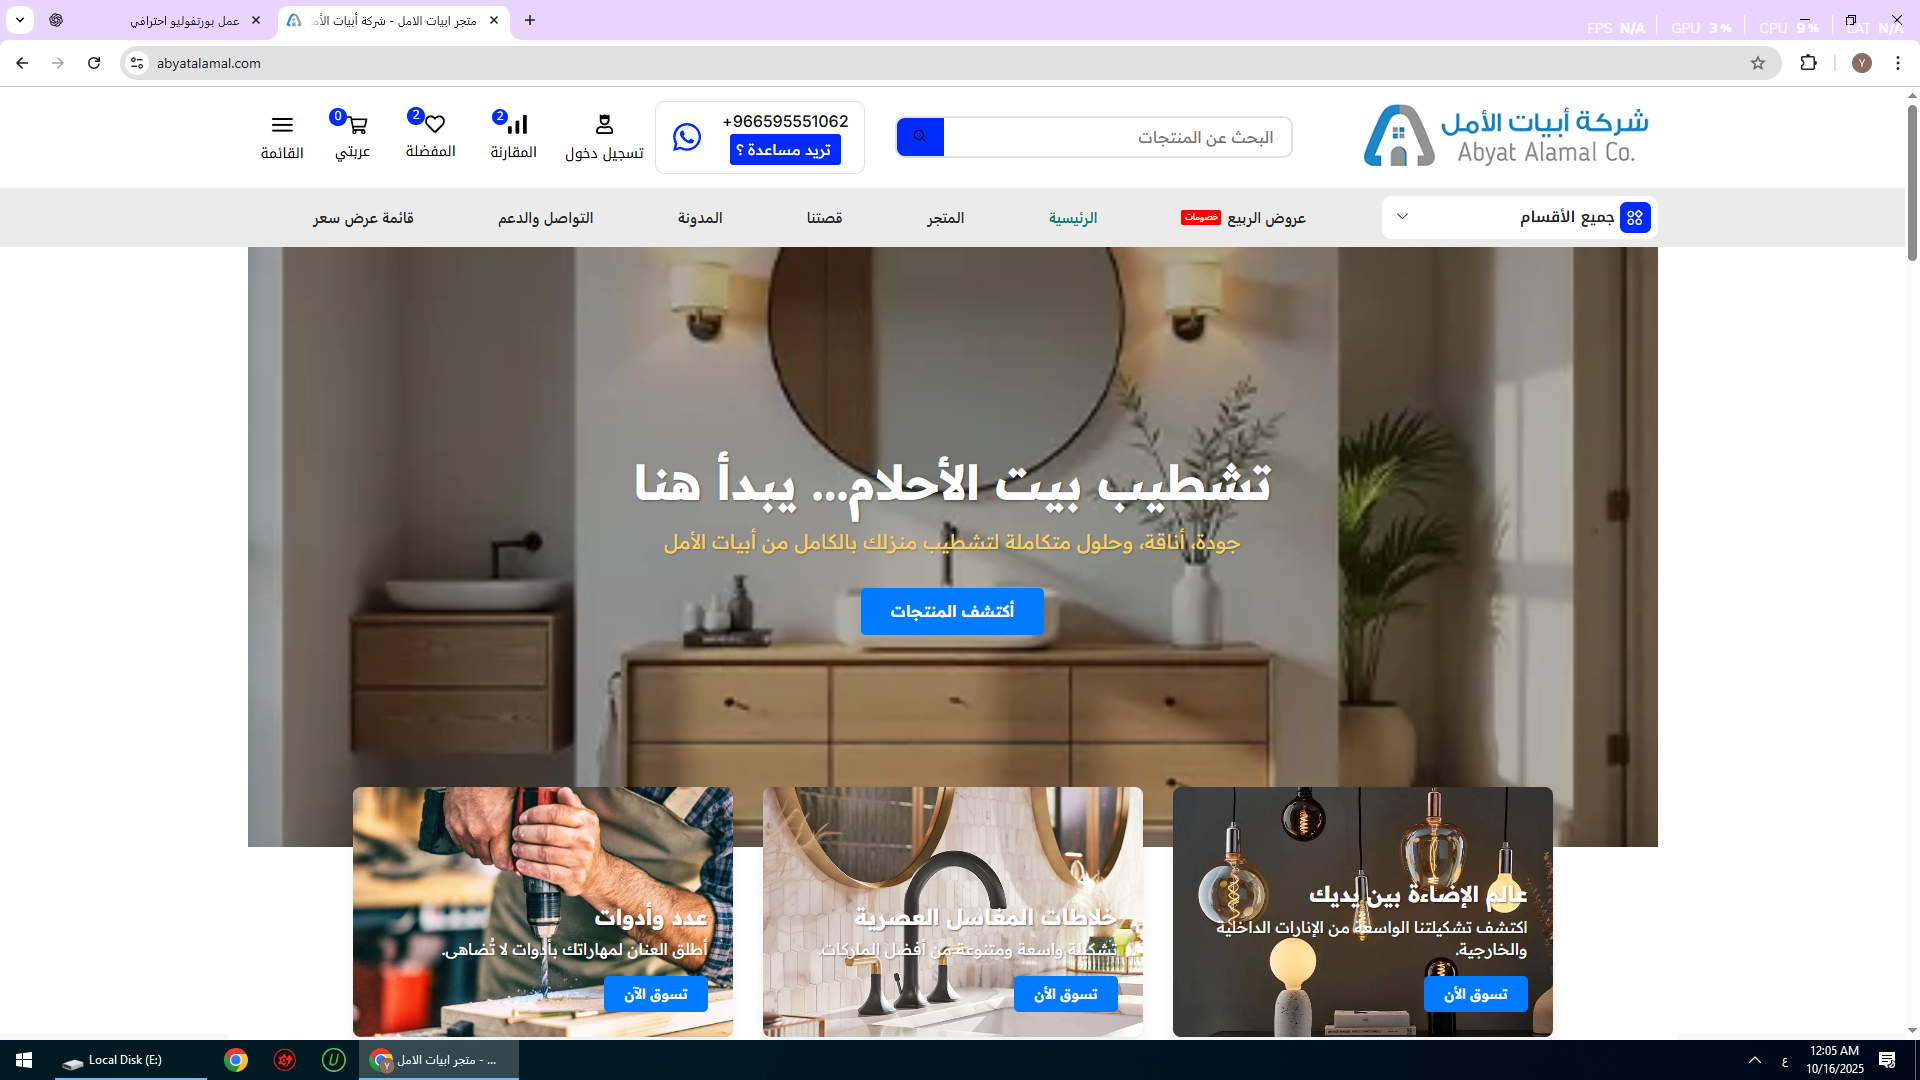 عمل بورتفوليو احترافي
متجر ابيات الامل - شركة أبيات الأمل
FPS N/A GPU 3% CPU 9% LAT N/A
abyatalamal.com
Y
شركة أبيات الأمل
Abyat Alamal Co.
البحث عن المنتجات
+966595551062
تريد مساعدة ؟
تسجيل دخول
2
المقارنة
2
المفضلة
0
عربتي
القائمة
جميع الأقسام
عروض الربيع
خصومات
الرئيسية
المتجر
قصتنا
المدونة
التواصل والدعم
قائمة عرض سعر
تشطيب بيت الأحلام... يبدأ هنا
جودة، أناقة، وحلول متكاملة لتشطيب منزلك بالكامل من أبيات الأمل
أكتشف المنتجات
عالم الإضاءة بين يديك
اكتشف تشكيلتنا الواسعة من الإنارات الداخلية
والخارجية.
تسوق الأن
خلاطات المغاسل العصرية
تشكيلة واسعة ومتنوعة من أفضل الماركات.
تسوق الأن
عدد وأدوات
أطلق العنان لمهاراتك بأدوات لا تُضاهى.
تسوق الآن
Local Disk (E:)
متجر ابيات الامل - ...
ع
12:05 AM
10/16/2025